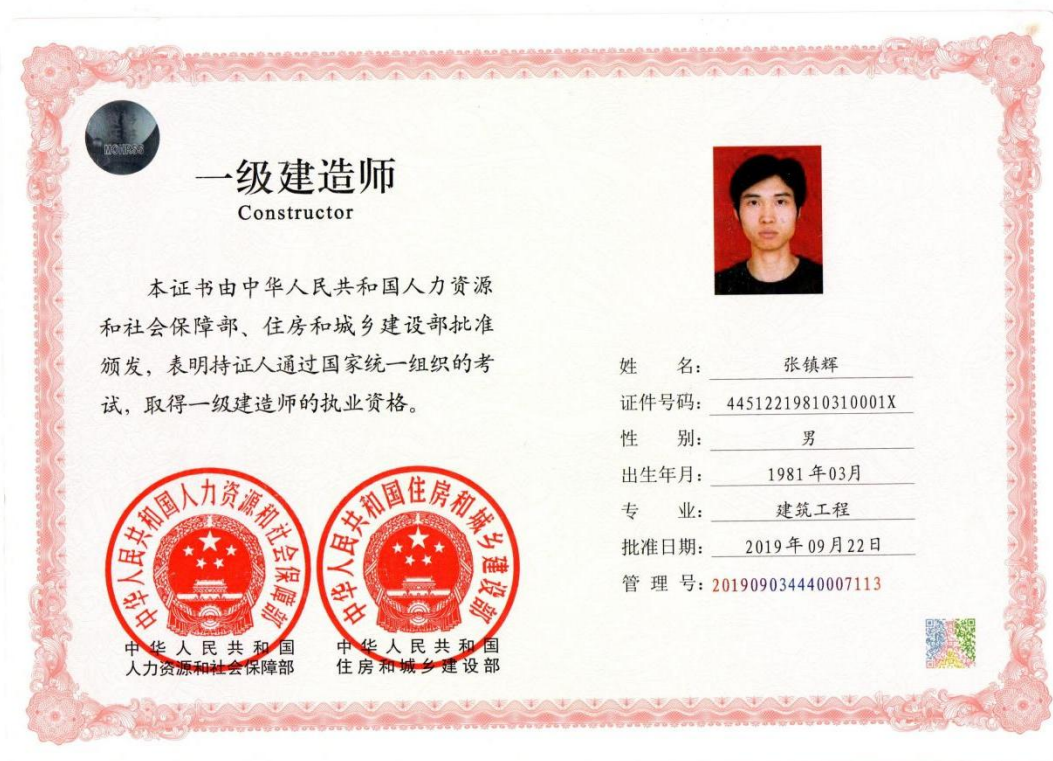 MOHRSS
一级建造师
Constructor
本证书由中华人民共和国人力资源
和社会保障部、住房和城乡建设部批准
颁发，表明持证人通过国家统一组织的考
试，取得一级建造师的执业资格。
中华人民共和国人力资源和社会保障部
中华人民共和国住房和城乡建设部
中华人民共和国
人力资源和社会保障部
中华人民共和国
住房和城乡建设部
姓 名：张镇辉
证件号码：44512219810310001X
性 别：男
出生年月：1981年03月
专 业：建筑工程
批准日期：2019年09月22日
管 理 号：201909034440007113